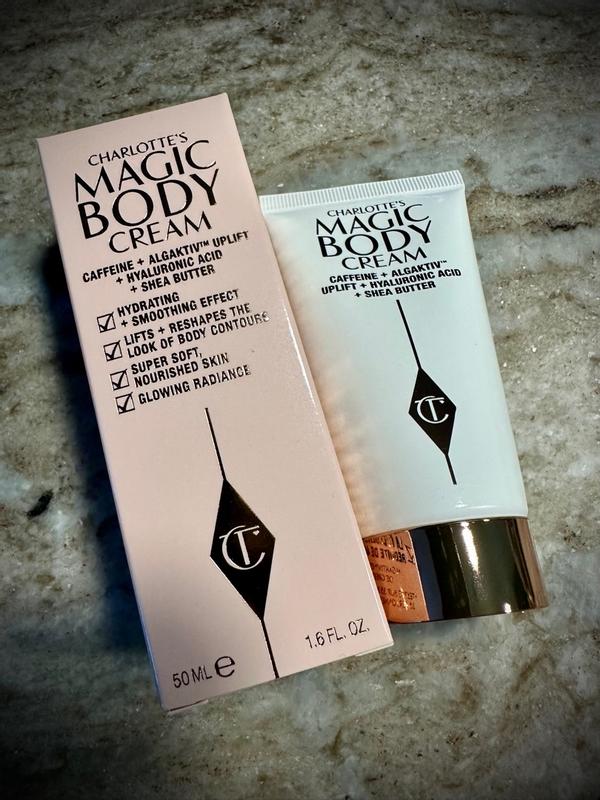 CHARLOTTE'S
MAGIC
BODY
CREAM
CAFFEINE + ALGAKTIV™ UPLIFT
+ HYALURONIC ACID
+ SHEA BUTTER
☑ HYDRATING
+ SMOOTHING EFFECT
☑ LIFTS + RESHAPES THE
LOOK OF BODY CONTOURS
☑ SUPER SOFT,
NOURISHED SKIN
☑ GLOWING RADIANCE
CT
50 ML ℮
1.6 FL. OZ.
CHARLOTTE'S
MAGIC
BODY
CREAM
CAFFEINE + ALGAKTIV™
UPLIFT + HYALURONIC ACID
+ SHEA BUTTER
CT